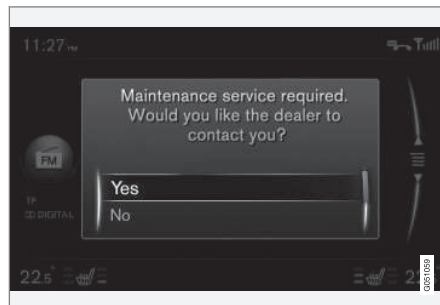 11:27
Maintenance service required.
Would you like the dealer to
contact you?
FM
Yes
No
TP
DIGITAL
22.5
22.
G051059